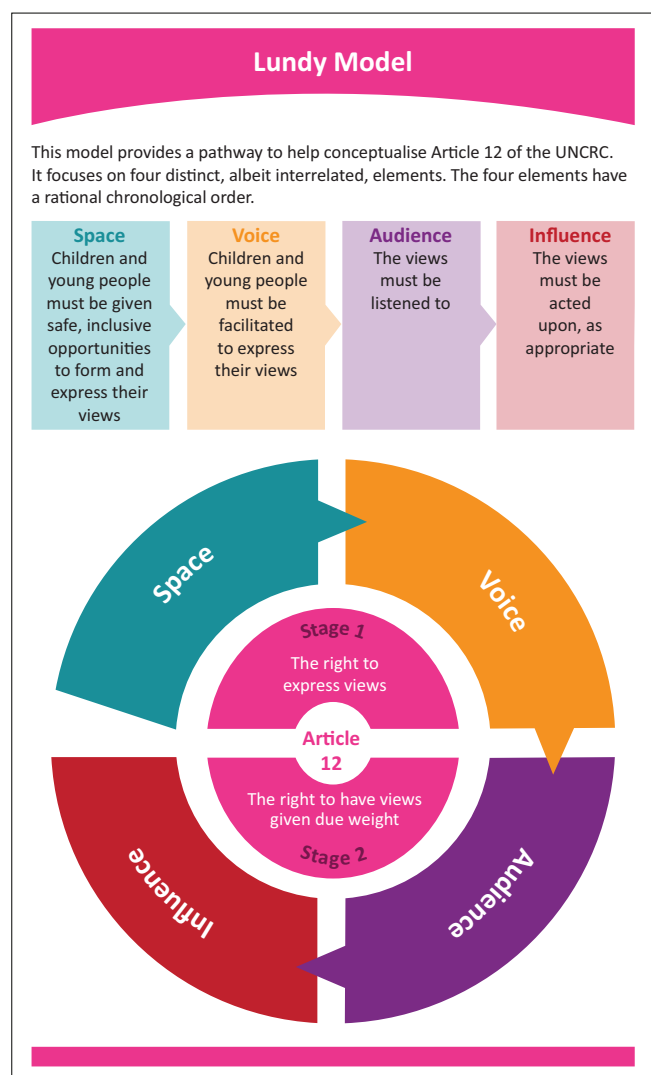 Lundy Model
This model provides a pathway to help conceptualise Article 12 of the UNCRC.
It focuses on four distinct, albeit interrelated, elements. The four elements have
a rational chronological order.
Space
Children and
young people
must be given
safe, inclusive
opportunities
to form and
express their
views
Voice
Children and
young people
must be
facilitated
to express
their views
Audience
The views
must be
listened to
Influence
The views
must be
acted
upon, as
appropriate
Space
Voice
Stage 1
The right to
express views
Article
12
The right to have views
given due weight
Stage 2
Influence
Audience